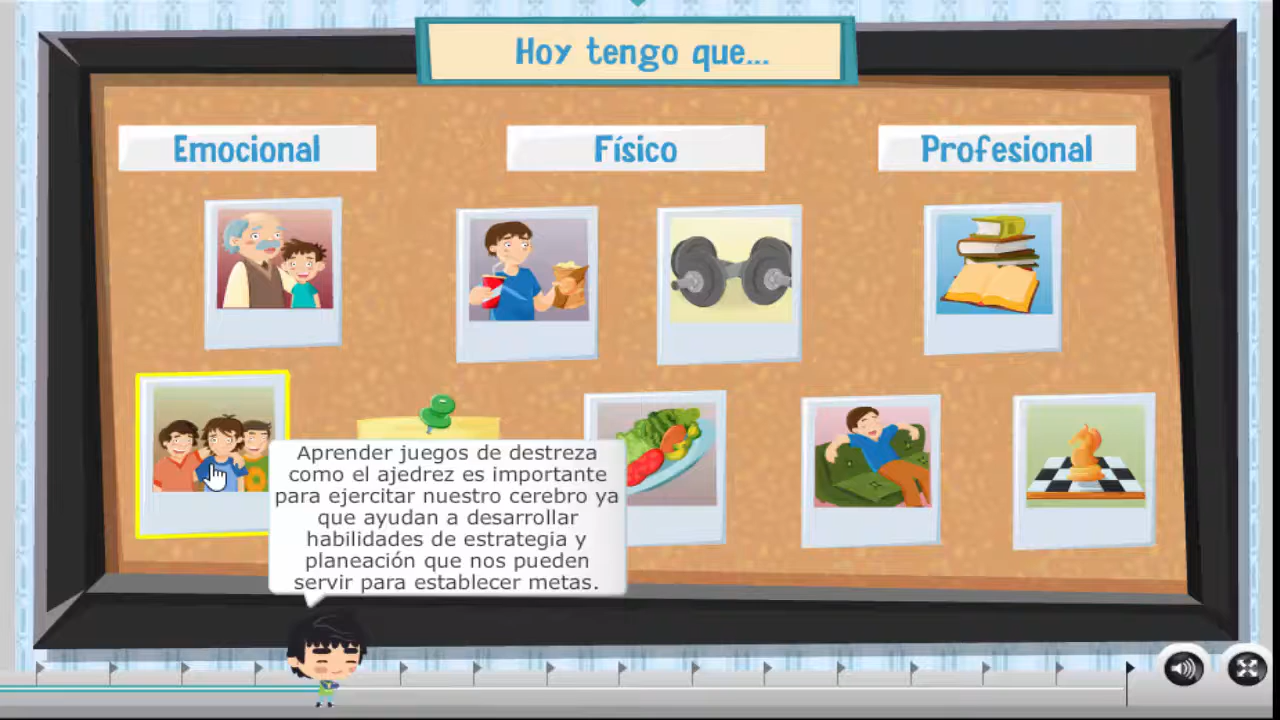 Hoy tengo que...
Emocional
Físico
Profesional
Aprender juegos de destreza
como el ajedrez es importante
para ejercitar nuestro cerebro ya
que ayudan a desarrollar
habilidades de estrategia y
planeación que nos pueden
servir para establecer metas.